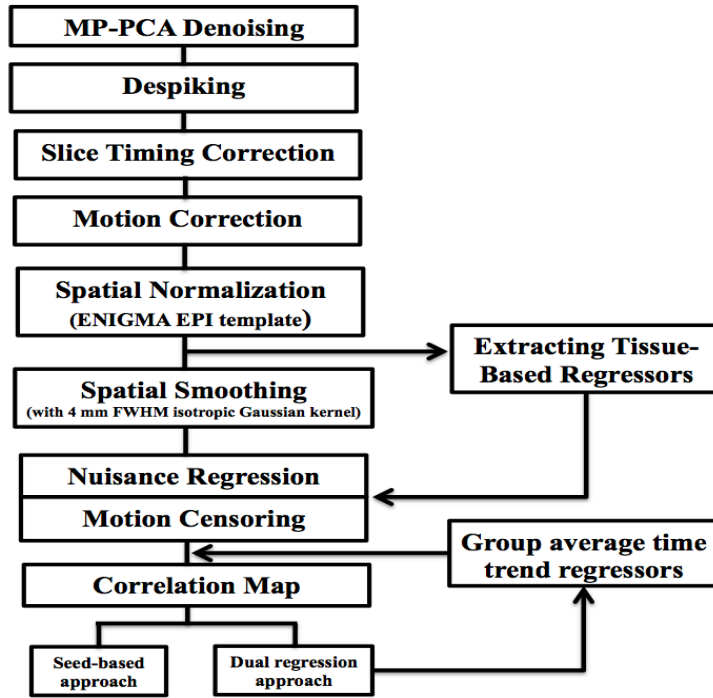 MP-PCA Denoising
Despiking
Slice Timing Correction
Motion Correction
Spatial Normalization
(ENIGMA EPI template)
Extracting Tissue-
Based Regressors
Spatial Smoothing
(with 4 mm FWHM isotropic Gaussian kernel)
Nuisance Regression
Motion Censoring
Group average time
trend regressors
Correlation Map
Seed-based
approach
Dual regression
approach